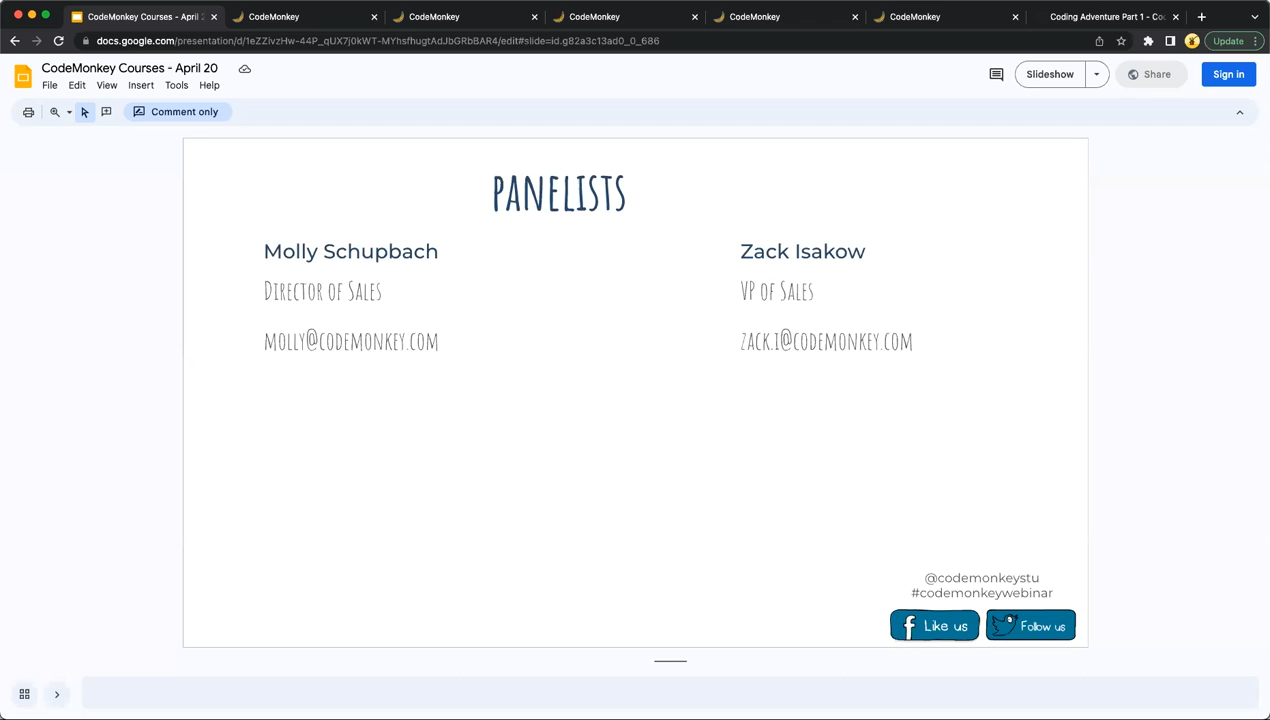 CodeMonkey Courses - April 2
CodeMonkey
CodeMonkey
CodeMonkey
CodeMonkey
CodeMonkey
Coding Adventure Part 1 - Co
docs.google.com/presentation/d/1eZZivzHw-44P_qUX7j0kWT-MYhsfhugtAdJbGRbBAR4/edit#slide=id.g82a3c13ad0_0_686
Update
CodeMonkey Courses - April 20
File Edit View Insert Tools Help
Slideshow
Share
Sign in
Comment only
PANELISTS
Molly Schupbach
Director of Sales
molly@codemonkey.com
Zack Isakow
VP of Sales
zack.i@codemonkey.com
@codemonkeystu
#codemonkeywebinar
f Like us
Follow us